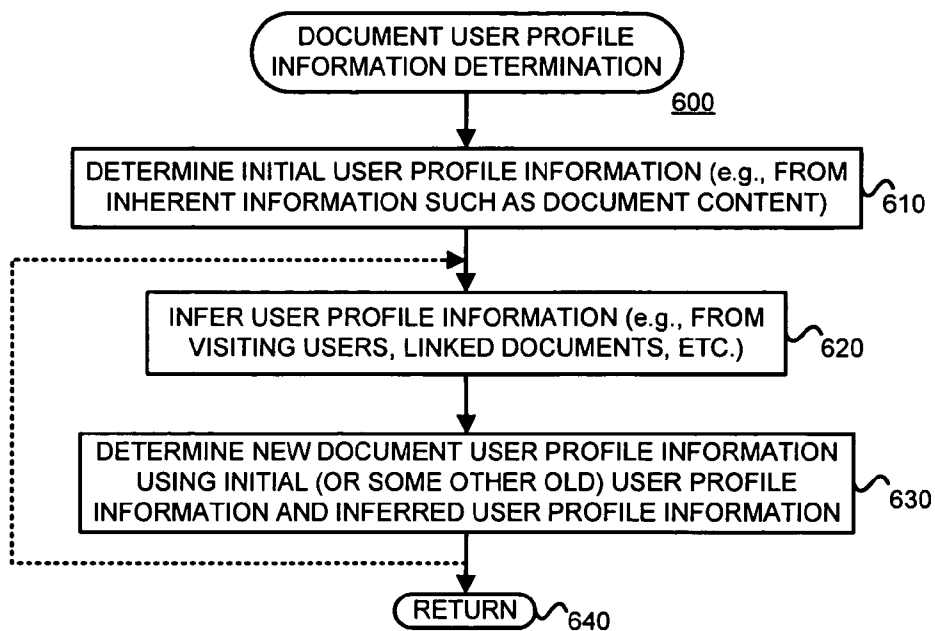 DOCUMENT USER PROFILE
INFORMATION DETERMINATION
600
DETERMINE INITIAL USER PROFILE INFORMATION (e.g., FROM
INHERENT INFORMATION SUCH AS DOCUMENT CONTENT)
610
INFER USER PROFILE INFORMATION (e.g., FROM
VISITING USERS, LINKED DOCUMENTS, ETC.)
620
DETERMINE NEW DOCUMENT USER PROFILE INFORMATION
USING INITIAL (OR SOME OTHER OLD) USER PROFILE
INFORMATION AND INFERRED USER PROFILE INFORMATION
630
RETURN
640